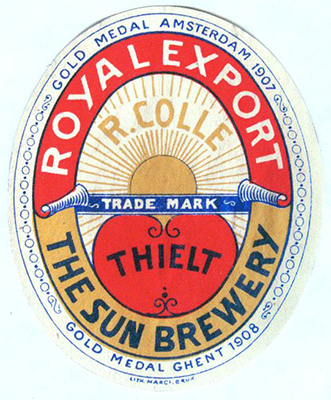 GOLD MEDAL AMSTERDAM 1907
ROYAL EXPORT
R. COLLE
TRADE MARK
THIELT
THE SUN BREWERY
GOLD MEDAL GHENT 1908
LITH. MARCI. BRUX.